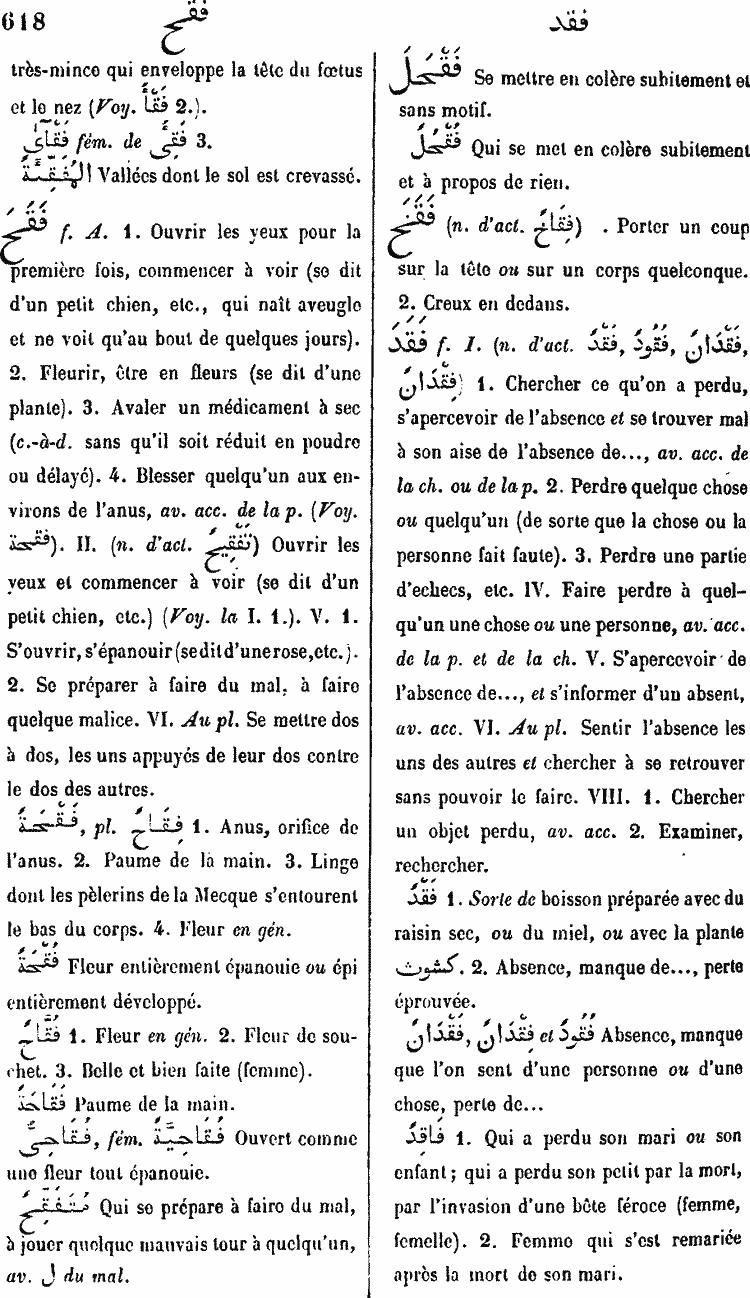 618
فقح
فقد
très-mince qui enveloppe la tête du fœtus
et le nez (Voy. فَقْأٌ 2.).
فَقْأَى fém. de فَقِئٌ 3.
الْمُفَقِّئَةُ Vallées dont le sol est crevassé.
فَقَحَ f. A. 1. Ouvrir les yeux pour la
première fois, commencer à voir (se dit
d'un petit chien, etc., qui naît aveugle
et ne voit qu'au bout de quelques jours).
2. Fleurir, être en fleurs (se dit d'une
plante). 3. Avaler un médicament à sec
(c.-à-d. sans qu'il soit réduit en poudre
ou délayé). 4. Blesser quelqu'un aux en-
virons de l'anus, av. acc. de la p. (Voy.
فقحة). II. (n. d'act. تَفْقِيحٌ) Ouvrir les
yeux et commencer à voir (se dit d'un
petit chien, etc.) (Voy. la I. 1.). V. 1.
S'ouvrir, s'épanouir (se dit d'une rose, etc.).
2. Se préparer à faire du mal, à faire
quelque malice. VI. Au pl. Se mettre dos
à dos, les uns appuyés de leur dos contre
le dos des autres.
فَقْحَةٌ, pl. فِقَاحٌ 1. Anus, orifice de
l'anus. 2. Paume de la main. 3. Linge
dont les pèlerins de la Mecque s'entourent
le bas du corps. 4. Fleur en gén.
فَقْحَةٌ Fleur entièrement épanouie ou épi
entièrement développé.
فُقَّاحٌ 1. Fleur en gén. 2. Fleur de sou-
chet. 3. Belle et bien faite (femme).
فَقَاحَةٌ Paume de la main.
فُقَاحِيٌّ, fém. فُقَاحِيَّةٌ Ouvert comme
une fleur tout épanouie.
مُتَفَقِّحٌ Qui se prépare à faire du mal,
à jouer quelque mauvais tour à quelqu'un,
av. ل du mal.
فَقْحَلَ Se mettre en colère subitement et
sans motif.
فُقْحُلٌ Qui se met en colère subitement
et à propos de rien.
فَقَخَ (n. d'act. فِقَاخٌ) . Porter un coup
sur la tête ou sur un corps quelconque.
2. Creux en dedans.
فَقَدَ f. I. (n. d'act. فَقْدٌ, فُقُودٌ, فُقْدَانٌ,
فِقْدَانٌ) 1. Chercher ce qu'on a perdu,
s'apercevoir de l'absence et se trouver mal
à son aise de l'absence de..., av. acc. de
la ch. ou de la p. 2. Perdre quelque chose
ou quelqu'un (de sorte que la chose ou la
personne fait faute). 3. Perdre une partie
d'echecs, etc. IV. Faire perdre à quel-
qu'un une chose ou une personne, av. acc.
de la p. et de la ch. V. S'apercevoir de
l'absence de..., et s'informer d'un absent,
av. acc. VI. Au pl. Sentir l'absence les
uns des autres et chercher à se retrouver
sans pouvoir le faire. VIII. 1. Chercher
un objet perdu, av. acc. 2. Examiner,
rechercher.
فَقْدٌ 1. Sorte de boisson préparée avec du
raisin sec, ou du miel, ou avec la plante
كشوث. 2. Absence, manque de..., perte
éprouvée.
فِقْدَانٌ, فُقْدَانٌ et فُقُودٌ Absence, manque
que l'on sent d'une personne ou d'une
chose, perte de...
فَاقِدٌ 1. Qui a perdu son mari ou son
enfant; qui a perdu son petit par la mort,
par l'invasion d'une bête féroce (femme,
femelle). 2. Femme qui s'est remariée
après la mort de son mari.